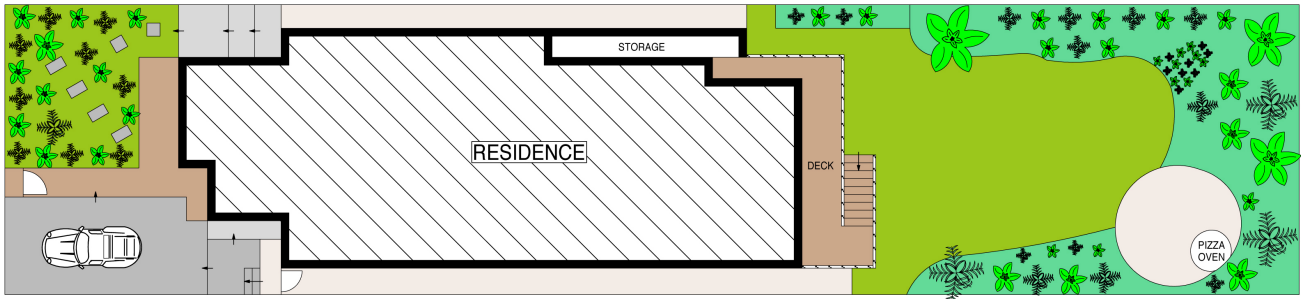 STORAGE
RESIDENCE
DECK
PIZZA
OVEN